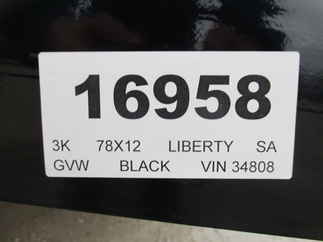 16958
3K 78X12 LIBERTY SA
GVW BLACK VIN 34808